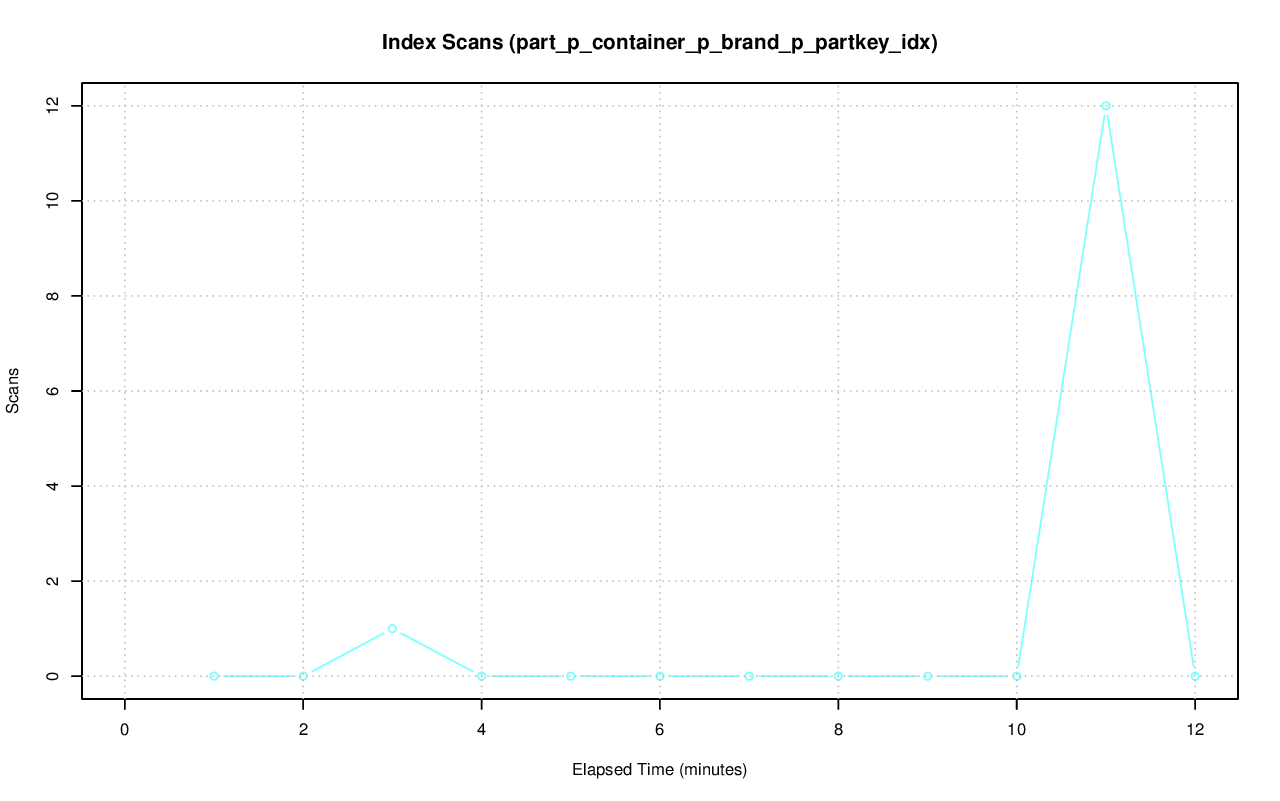 Index Scans (part_p_container_p_brand_p_partkey_idx)
12
10
8
6
4
2
0
Scans
0 2 4 6 8 10 12
Elapsed Time (minutes)